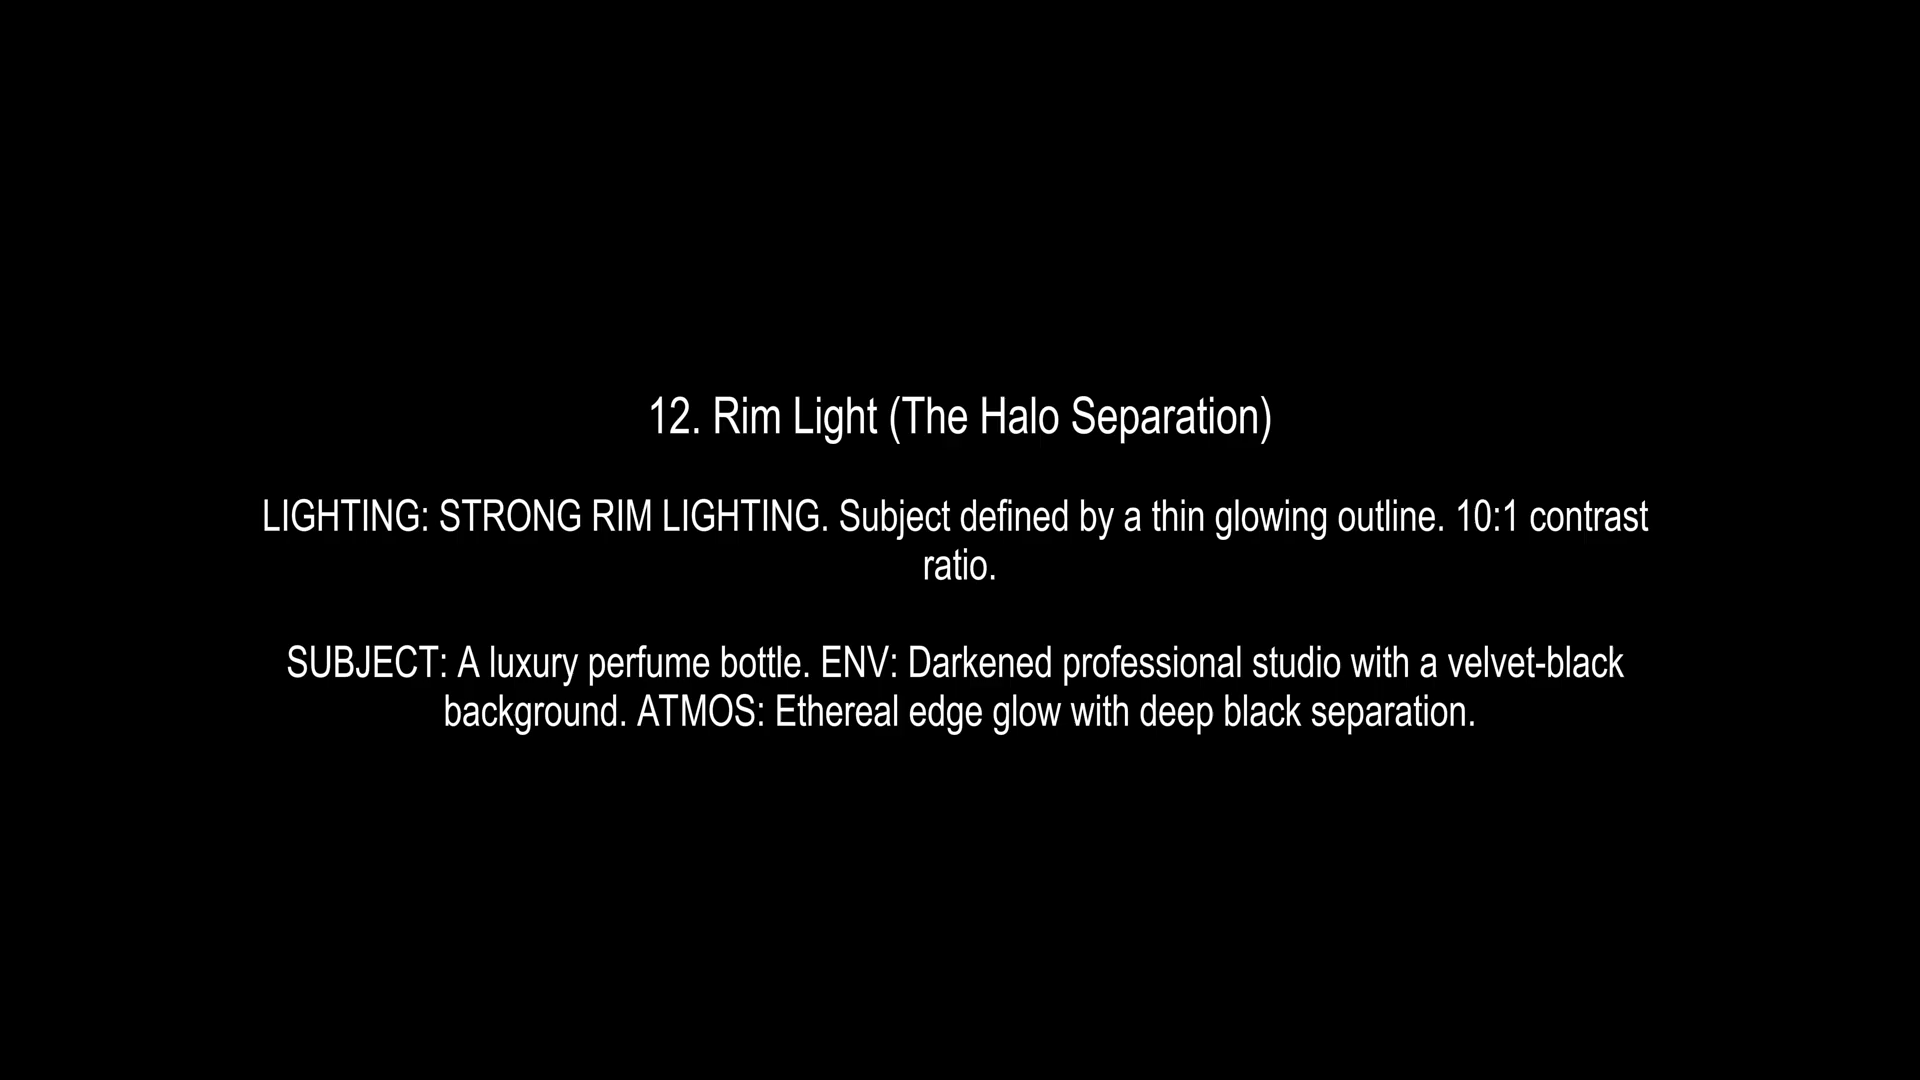 12. Rim Light (The Halo Separation)
LIGHTING: STRONG RIM LIGHTING. Subject defined by a thin glowing outline. 10:1 contrast
ratio.
SUBJECT: A luxury perfume bottle. ENV: Darkened professional studio with a velvet-black
background. ATMOS: Ethereal edge glow with deep black separation.